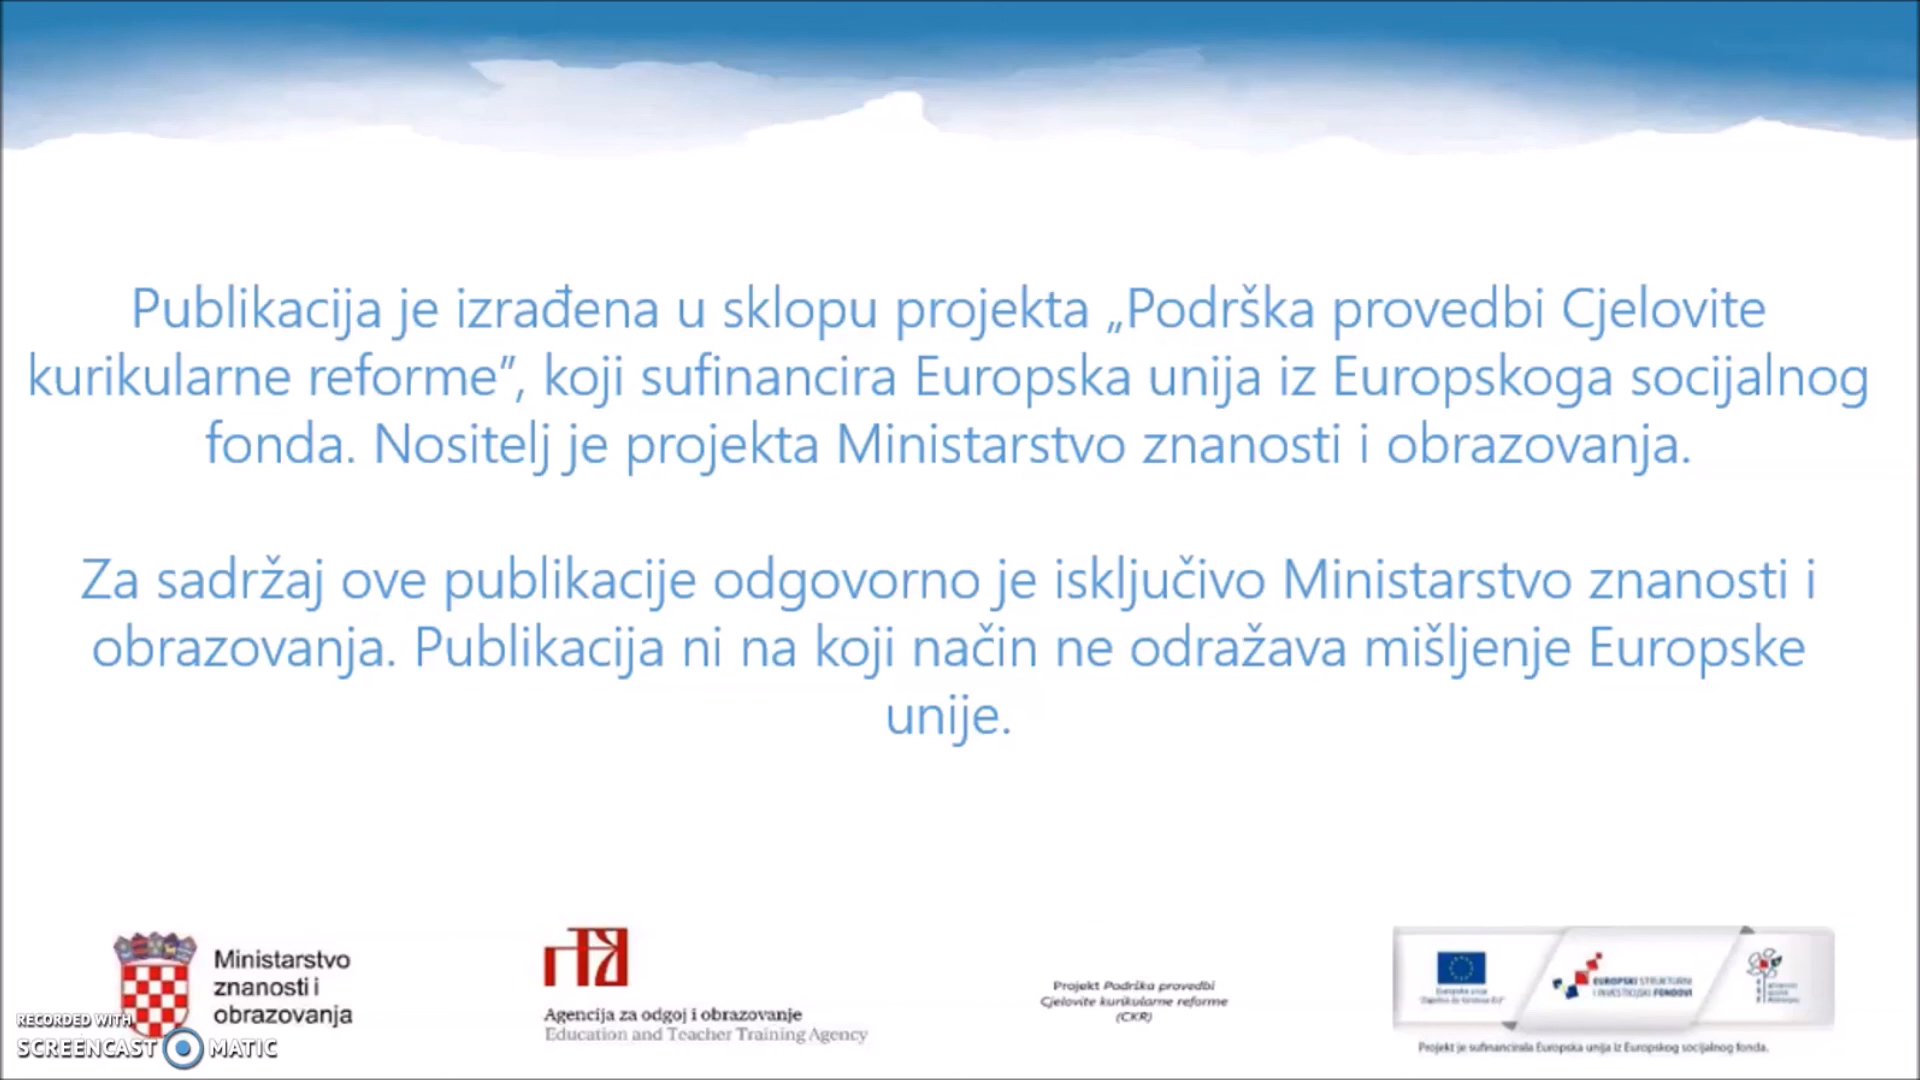 Publikacija je izrađena u sklopu projekta „Podrška provedbi Cjelovite
kurikularne reforme”, koji sufinancira Europska unija iz Europskoga socijalnog
fonda. Nositelj je projekta Ministarstvo znanosti i obrazovanja.
Za sadržaj ove publikacije odgovorno je isključivo Ministarstvo znanosti i
obrazovanja. Publikacija ni na koji način ne odražava mišljenje Europske
unije.
Ministarstvo
znanosti i
obrazovanja
Agencija za odgoj i obrazovanje
Education and Teacher Training Agency
Projekt Podrška provedbi
Cjelovite kurikularne reforme
(CKR)
EUROPSKI STRUKTURNI
I INVESTICIJSKI FONDOVI
Projekt je sufinancirala Europska unija iz Europskog socijalnog fonda.
RECORDED WITH
SCREENCAST MATIC